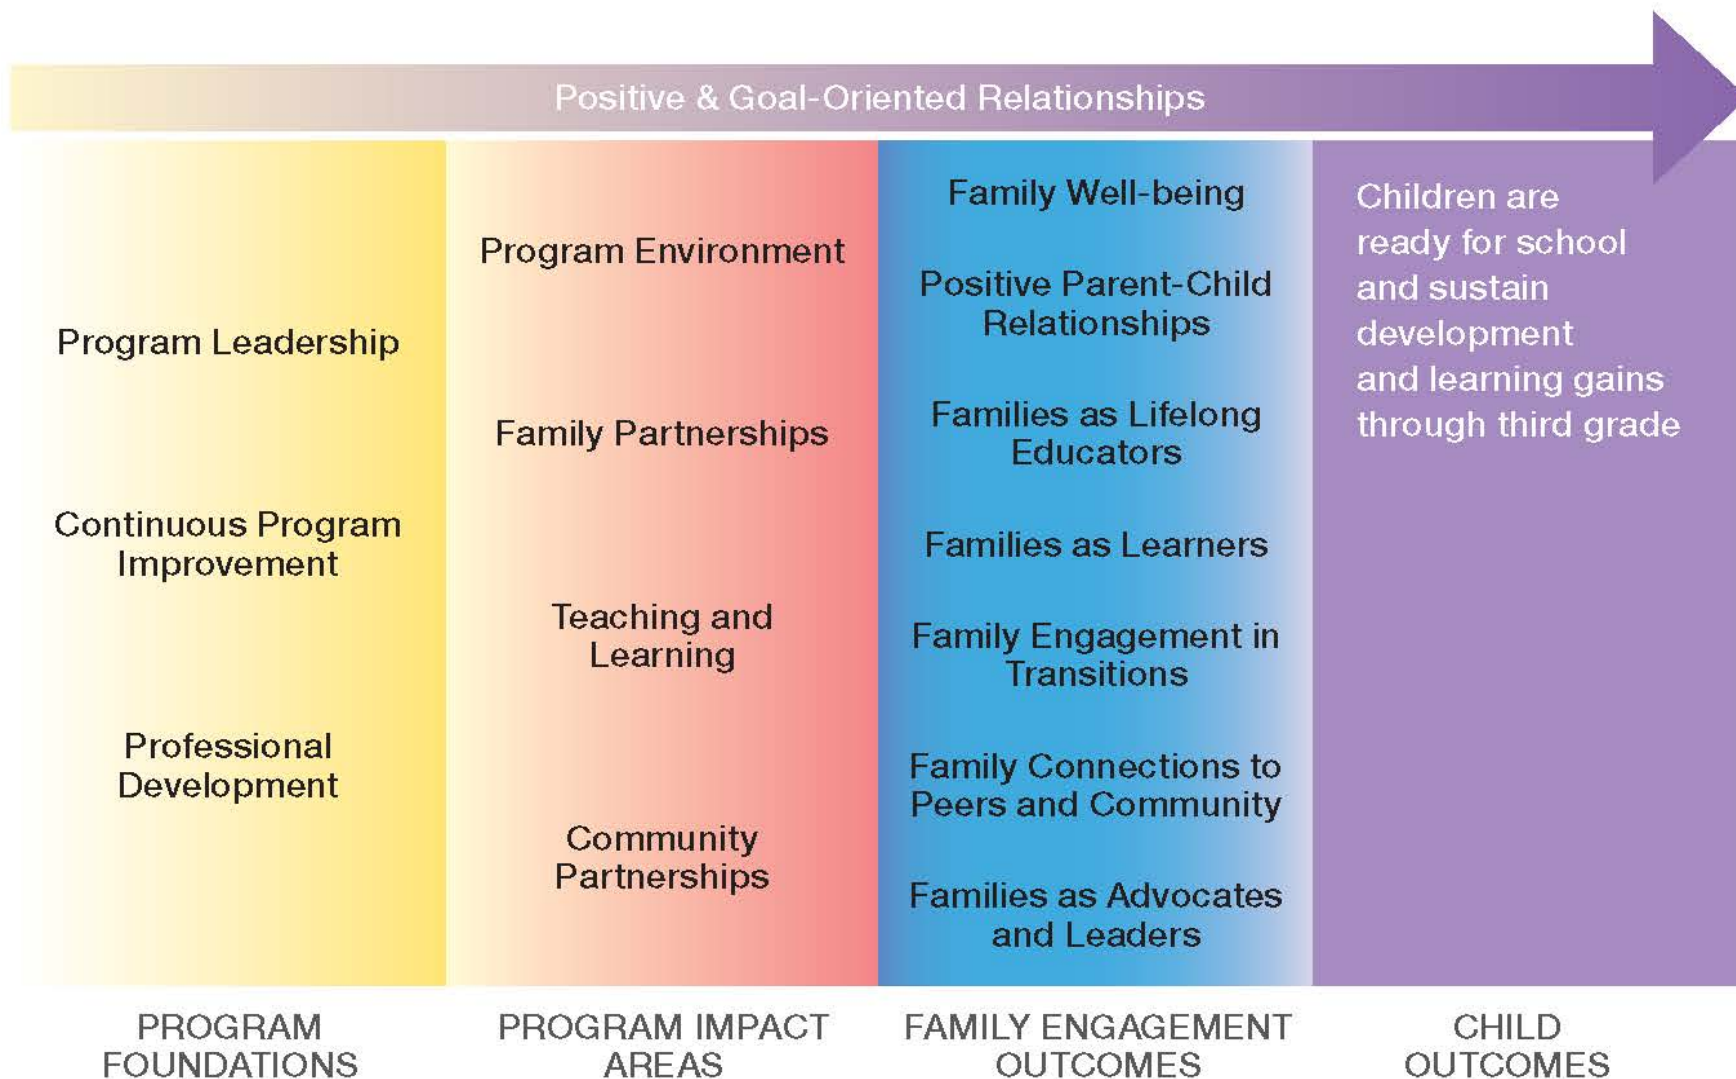 Positive & Goal-Oriented Relationships
Program Leadership
Continuous Program
Improvement
Professional
Development
PROGRAM
FOUNDATIONS
Program Environment
Family Partnerships
Teaching and
Learning
Community
Partnerships
PROGRAM IMPACT
AREAS
Family Well-being
Positive Parent-Child
Relationships
Families as Lifelong
Educators
Families as Learners
Family Engagement in
Transitions
Family Connections to
Peers and Community
Families as Advocates
and Leaders
FAMILY ENGAGEMENT
OUTCOMES
Children are
ready for school
and sustain
development
and learning gains
through third grade
CHILD
OUTCOMES